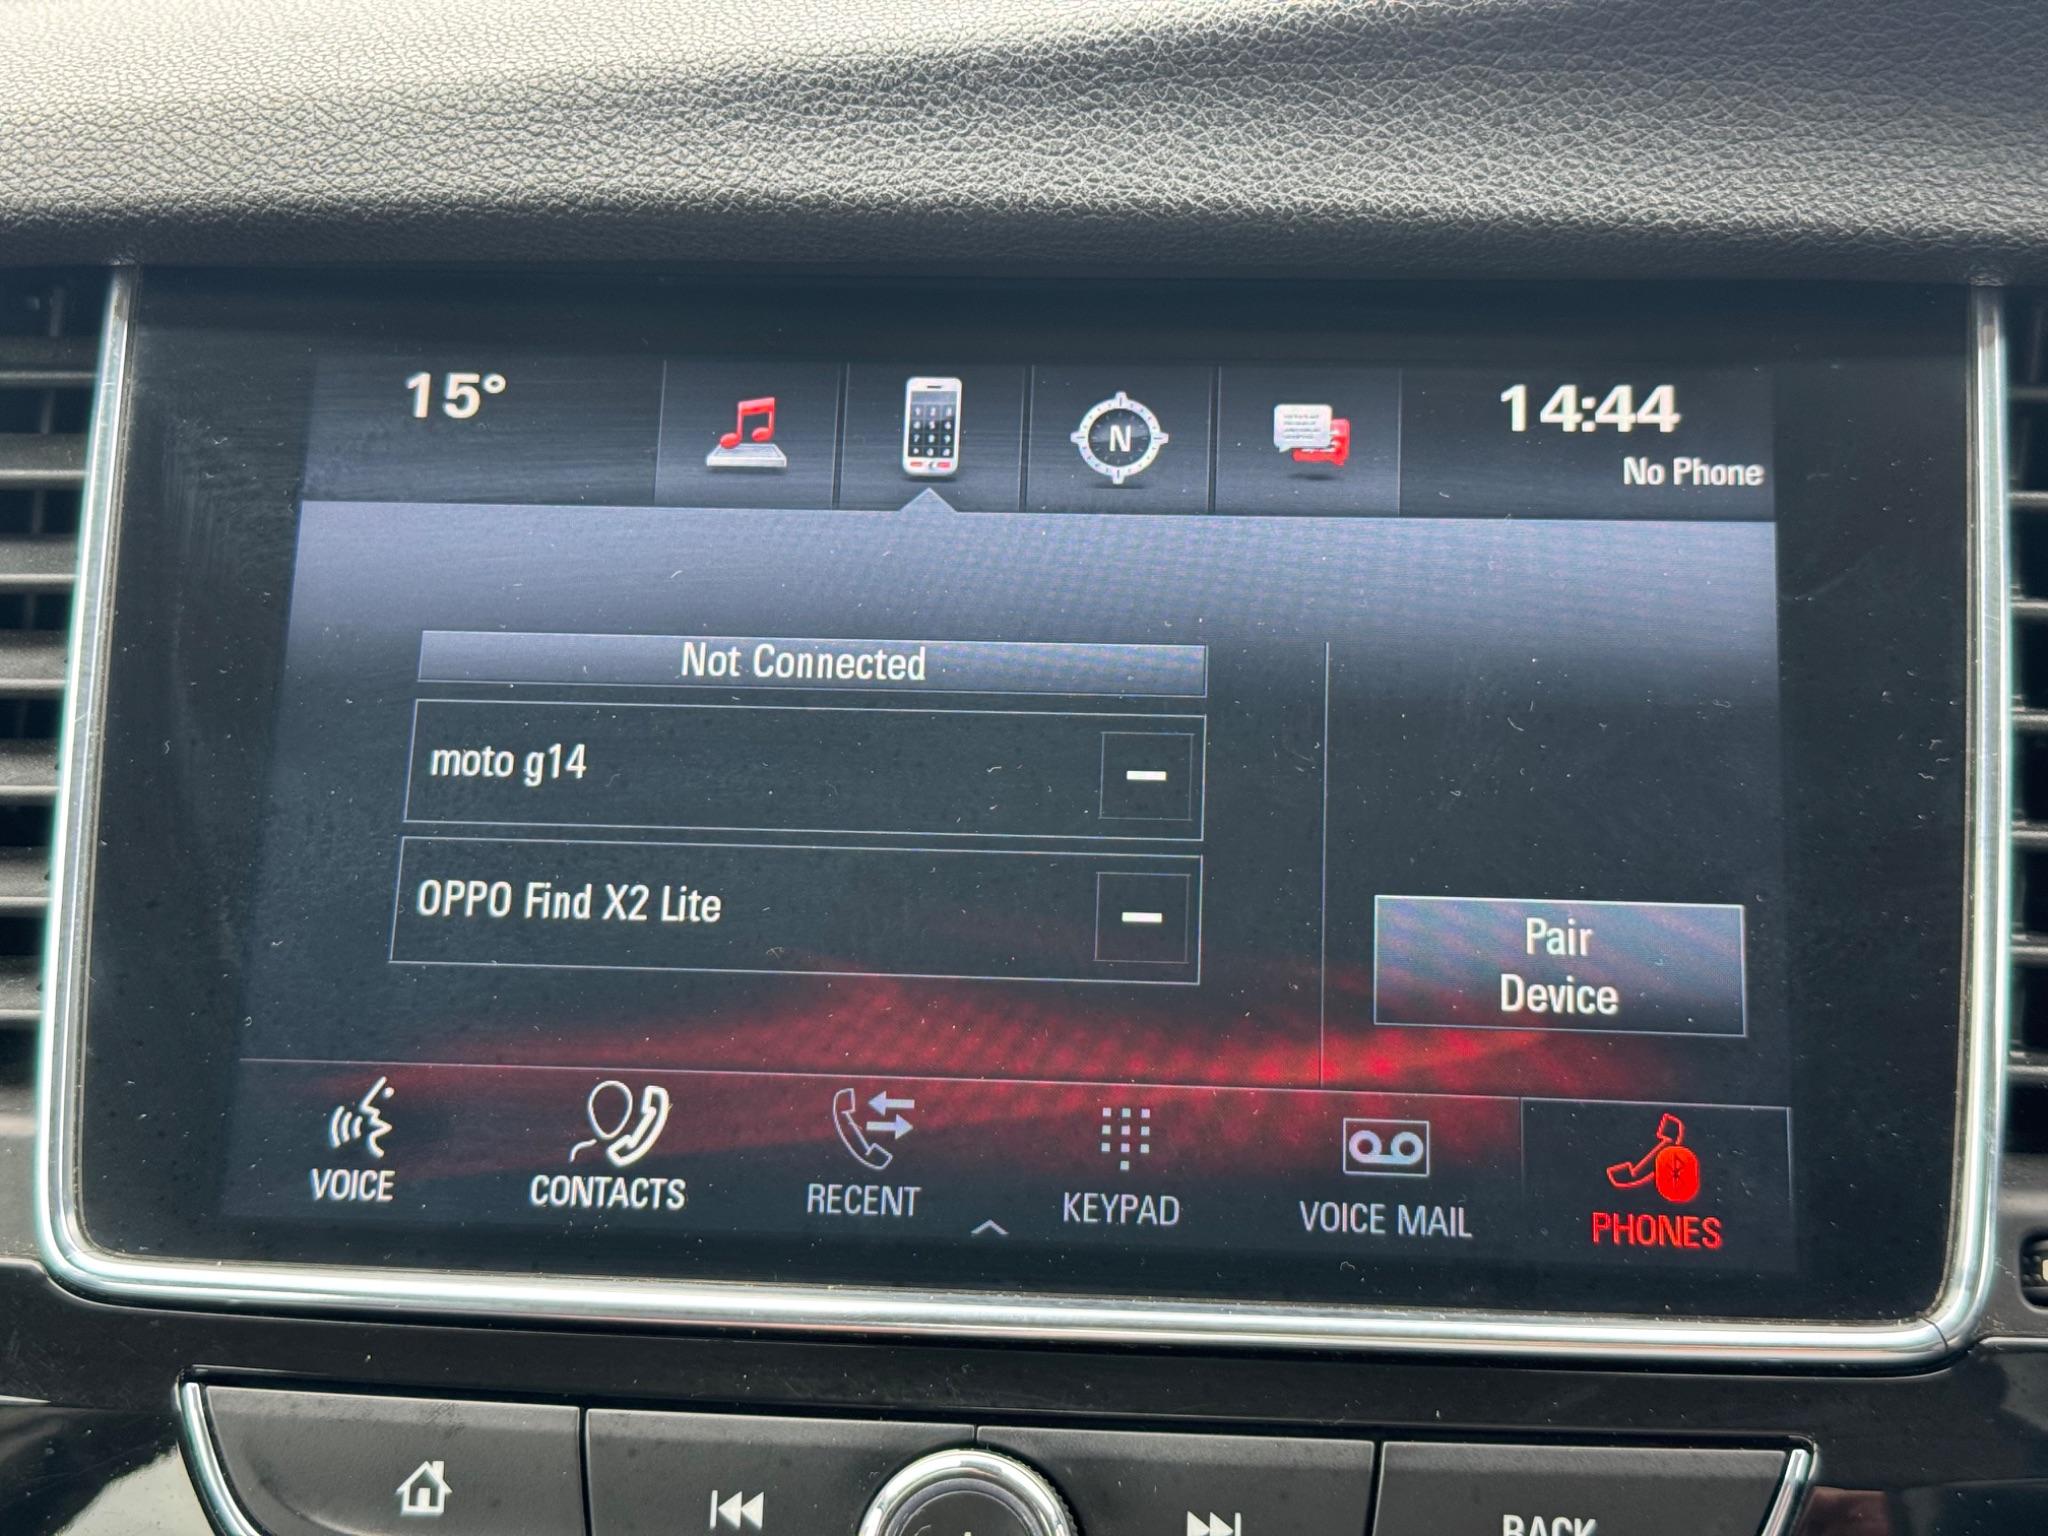 15°
N
14:44
No Phone
Not Connected
moto g14
OPPO Find X2 Lite
Pair
Device
VOICE
CONTACTS
RECENT
KEYPAD
VOICE MAIL
PHONES
BACK